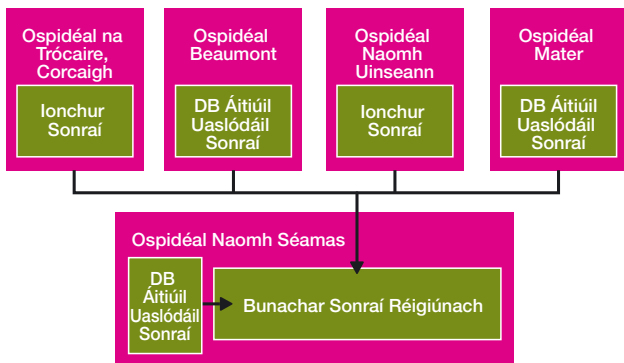 Ospidéal na
Trócaire,
Corcaigh
Ionchur
Sonraí
Ospidéal
Beaumont
DB Áitiúil
Uaslódáil
Sonraí
Ospidéal
Naomh
Uinseann
Ionchur
Sonraí
Ospidéal
Mater
DB Áitiúil
Uaslódáil
Sonraí
Ospidéal Naomh Séamas
DB
Áitiúil
Uaslódáil
Sonraí
Bunachar Sonraí Réigiúnach